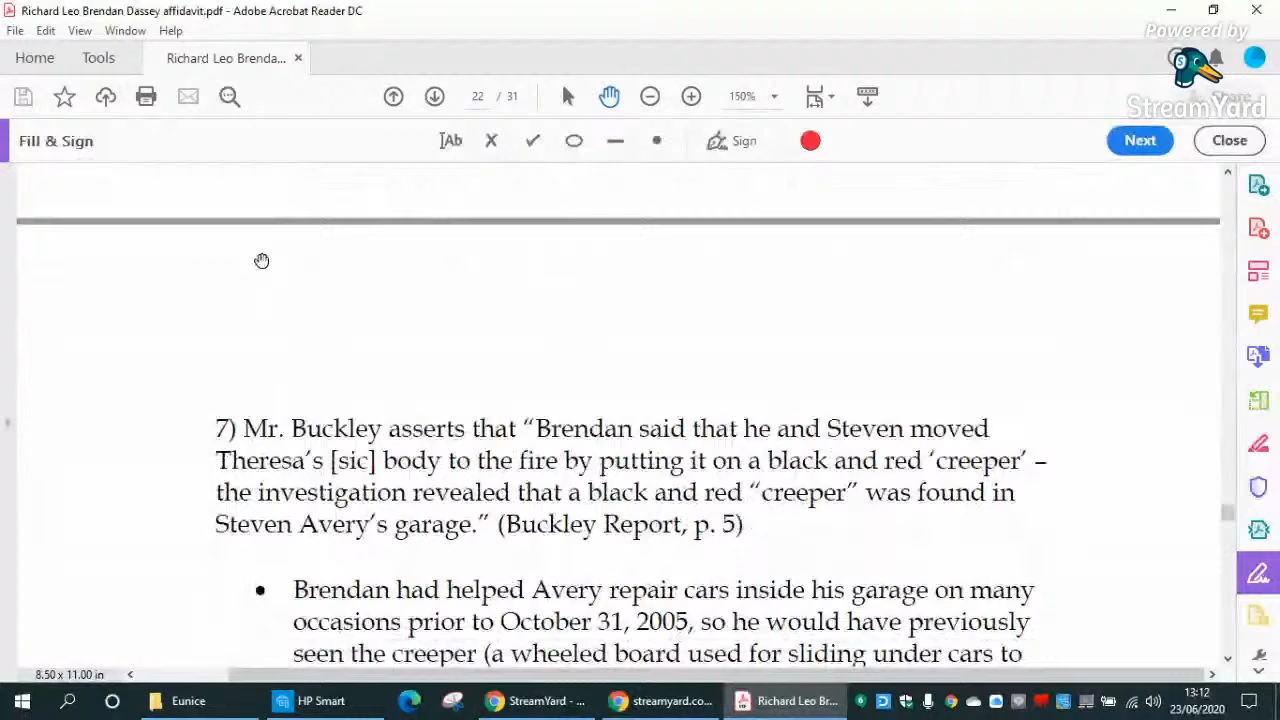 Richard Leo Brendan Dassey affidavit.pdf - Adobe Acrobat Reader DC
File Edit View Window Help
Powered by
StreamYard
Home Tools Richard Leo Brenda... ×
22 / 31 150%
Fill & Sign Ab Sign Next Close
7) Mr. Buckley asserts that “Brendan said that he and Steven moved
Theresa’s [sic] body to the fire by putting it on a black and red ‘creeper’ –
the investigation revealed that a black and red “creeper” was found in
Steven Avery’s garage.” (Buckley Report, p. 5)
• Brendan had helped Avery repair cars inside his garage on many
occasions prior to October 31, 2005, so he would have previously
seen the creeper (a wheeled board used for sliding under cars to
8.50 x 11.00 in
Eunice HP Smart StreamYard - ... streamyard.co... Richard Leo Br... 13:12
23/06/2020